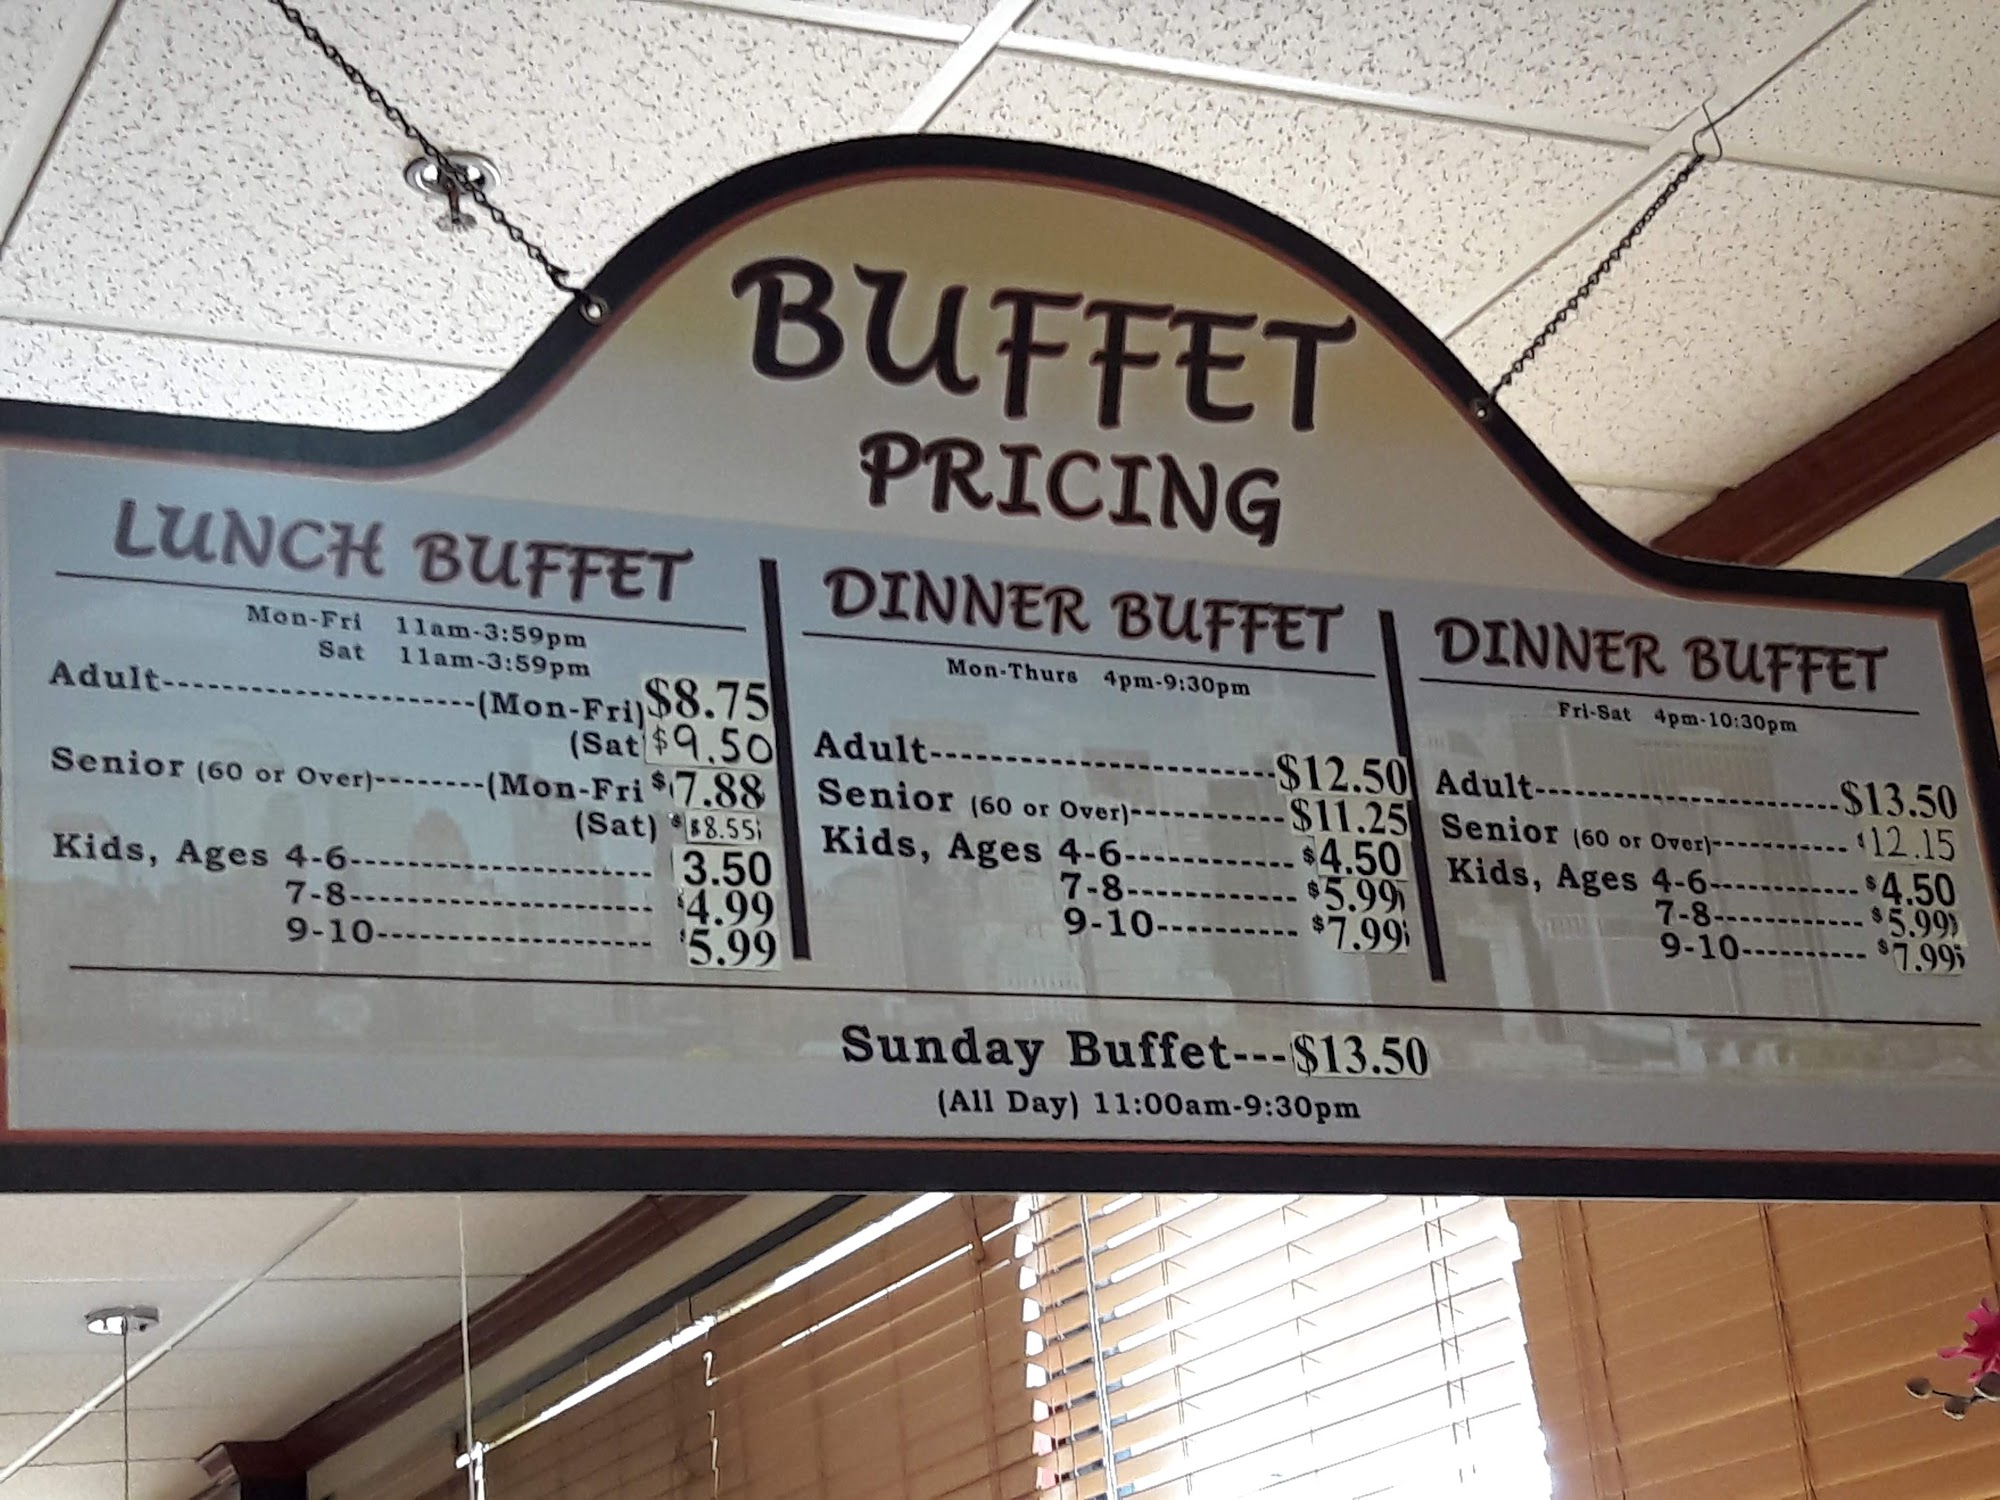 BUFFET
PRICING
LUNCH BUFFET
Mon-Fri 11am-3:59pm
Sat 11am-3:59pm
Adult--------------------(Mon-Fri) $8.75
(Sat $9.50
Senior (60 or Over)--------(Mon-Fri $7.88
(Sat) $8.55
Kids, Ages 4-6-------------------- 3.50
7-8-------------------- $4.99
9-10------------------ $5.99
DINNER BUFFET
Mon-Thurs 4pm-9:30pm
Adult----------------------$12.50
Senior (60 or Over)-----------$11.25
Kids, Ages 4-6------------ $4.50
7-8------------ $5.99
9-10---------- $7.99
DINNER BUFFET
Fri-Sat 4pm-10:30pm
Adult----------------------$13.50
Senior (60 or Over)----------- $12.15
Kids, Ages 4-6------------ $4.50
7-8------------ $5.99
9-10---------- $7.99
Sunday Buffet---$13.50
(All Day) 11:00am-9:30pm